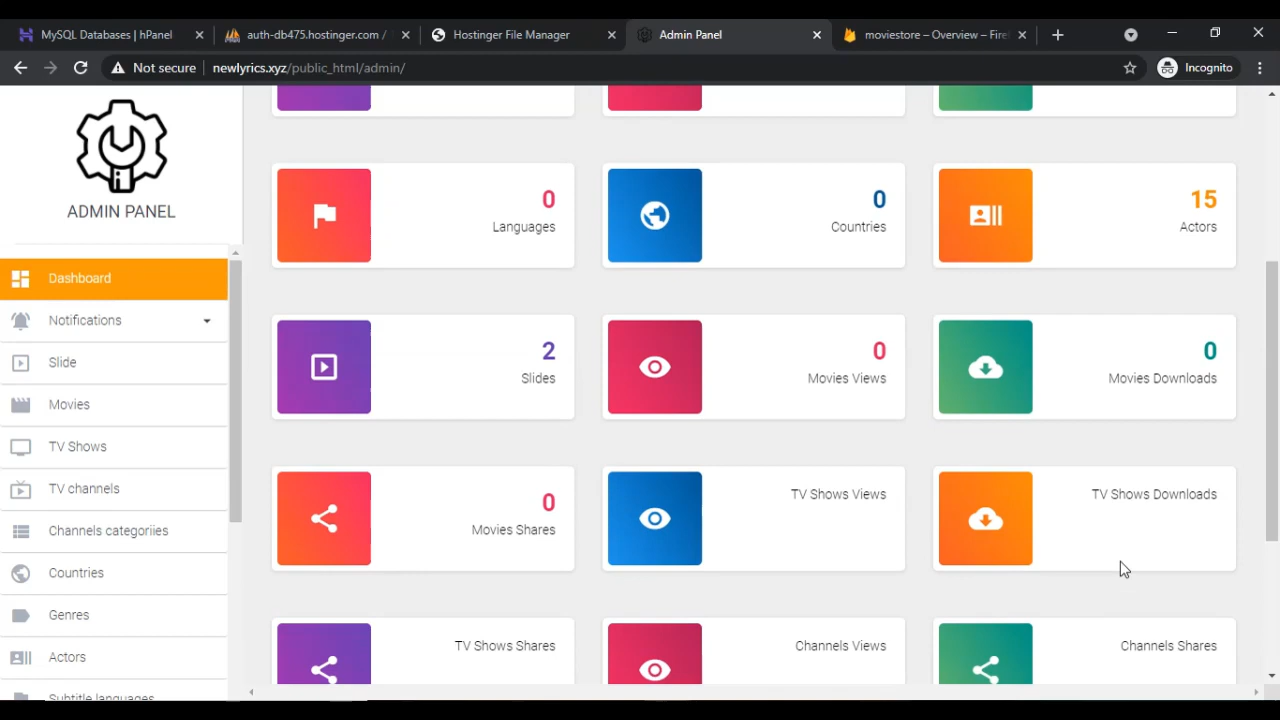 MySQL Databases | hPanel
auth-db475.hostinger.com /
Hostinger File Manager
Admin Panel
moviestore – Overview – Fire
Not secure
newlyrics.xyz/public_html/admin/
Incognito
ADMIN PANEL
Dashboard
Notifications
Slide
Movies
TV Shows
TV channels
Channels categoriies
Countries
Genres
Actors
Subtitle languages
0
Languages
0
Countries
15
Actors
2
Slides
0
Movies Views
0
Movies Downloads
0
Movies Shares
TV Shows Views
TV Shows Downloads
TV Shows Shares
Channels Views
Channels Shares